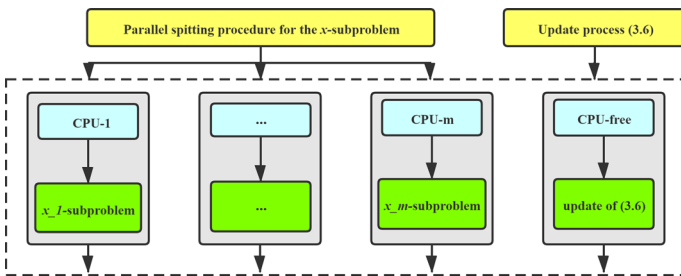 Parallel spitting procedure for the x-subproblem
Update process (3.6)
CPU-1
...
CPU-m
CPU-free
x_1-subproblem
...
x_m-subproblem
update of (3.6)